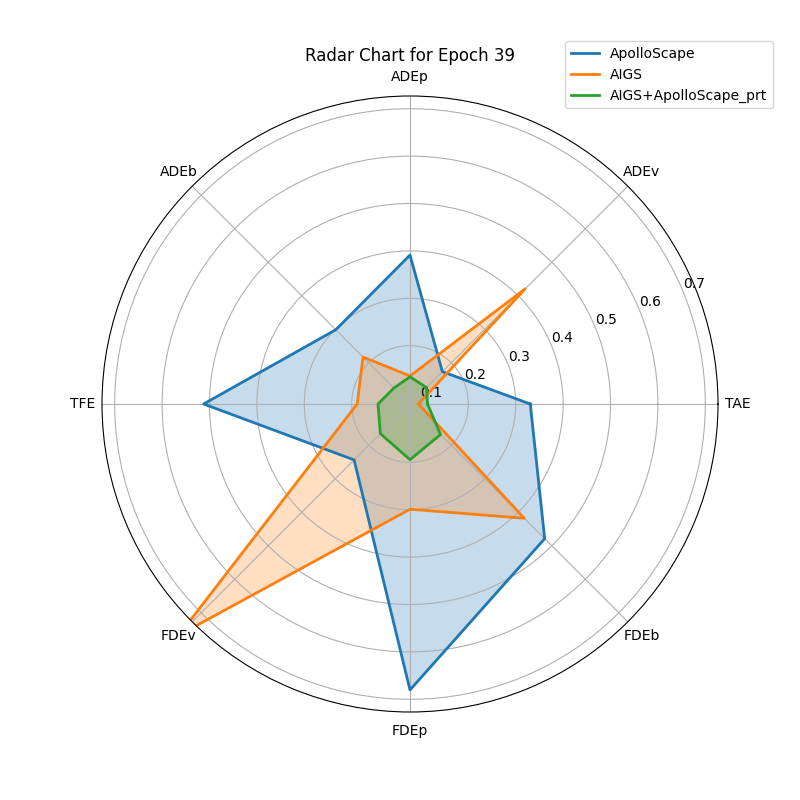 Radar Chart for Epoch 39
ApolloScape
AIGS
AIGS+ApolloScape_prt
ADEp
ADEb
ADEv
0.7
0.6
0.5
0.4
0.3
0.2
0.1
TFE
TAE
FDEv
FDEb
FDEp